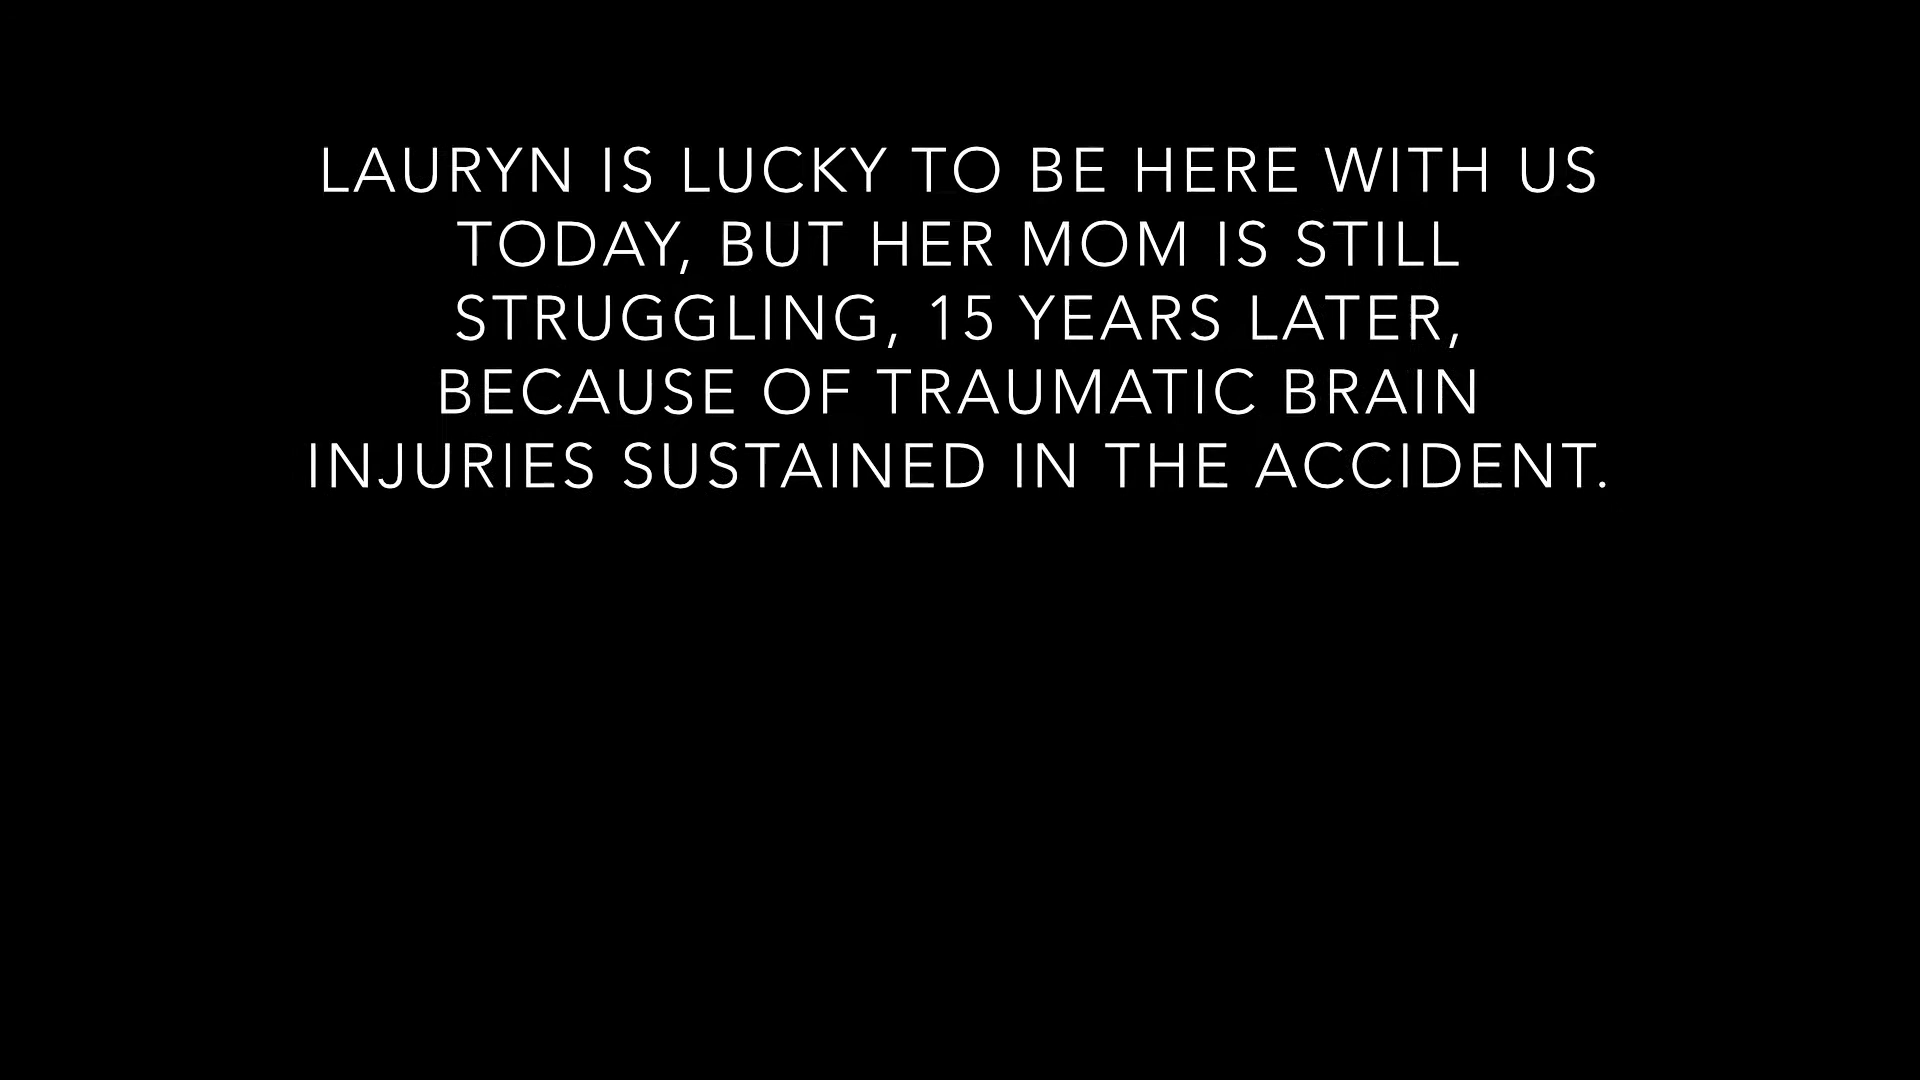 LAURYN IS LUCKY TO BE HERE WITH US
TODAY, BUT HER MOM IS STILL
STRUGGLING, 15 YEARS LATER,
BECAUSE OF TRAUMATIC BRAIN
INJURIES SUSTAINED IN THE ACCIDENT.